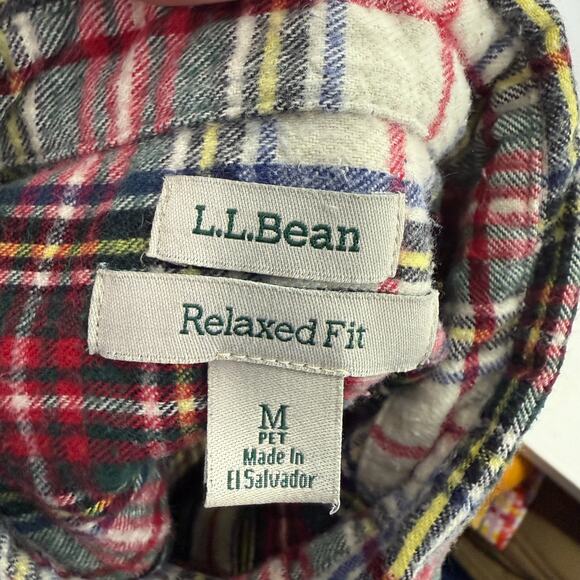 L.L.Bean
Relaxed Fit
M
PET
Made In
El Salvador